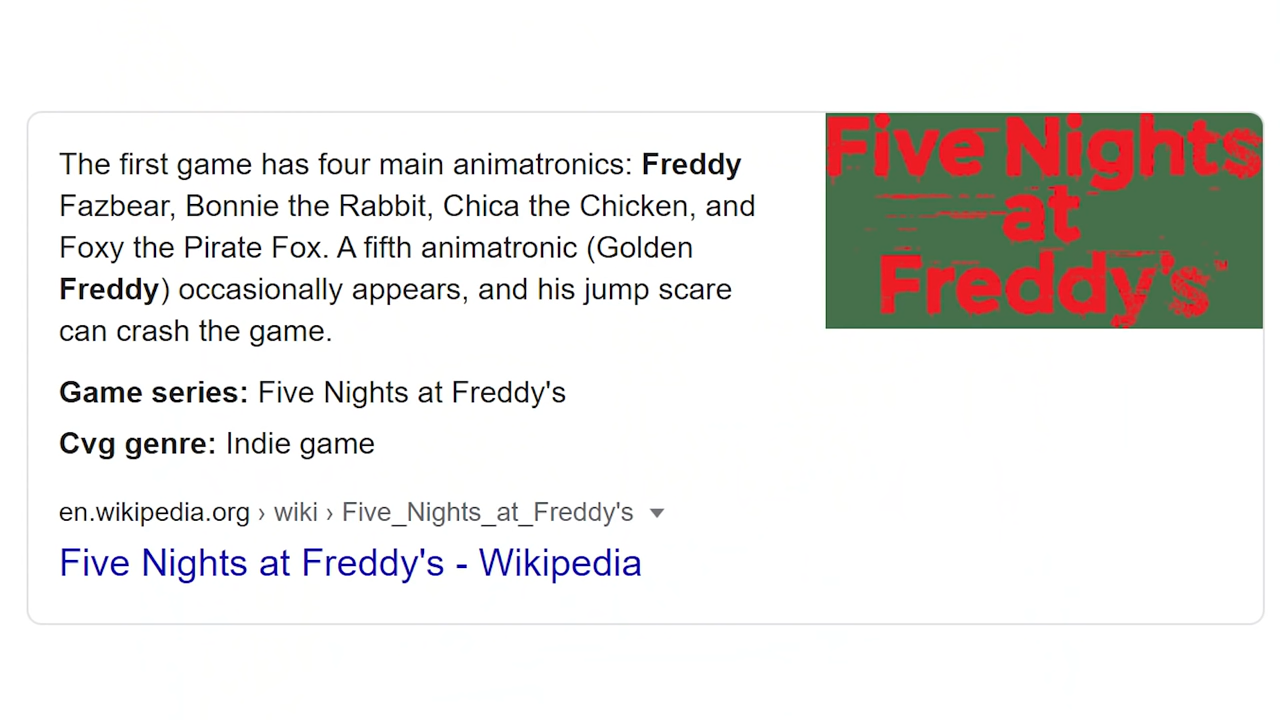 The first game has four main animatronics: Freddy
Fazbear, Bonnie the Rabbit, Chica the Chicken, and
Foxy the Pirate Fox. A fifth animatronic (Golden
Freddy) occasionally appears, and his jump scare
can crash the game.
Game series: Five Nights at Freddy's
Cvg genre: Indie game
en.wikipedia.org › wiki › Five_Nights_at_Freddy's
Five Nights at Freddy's - Wikipedia
Five Nights
at
Freddy's